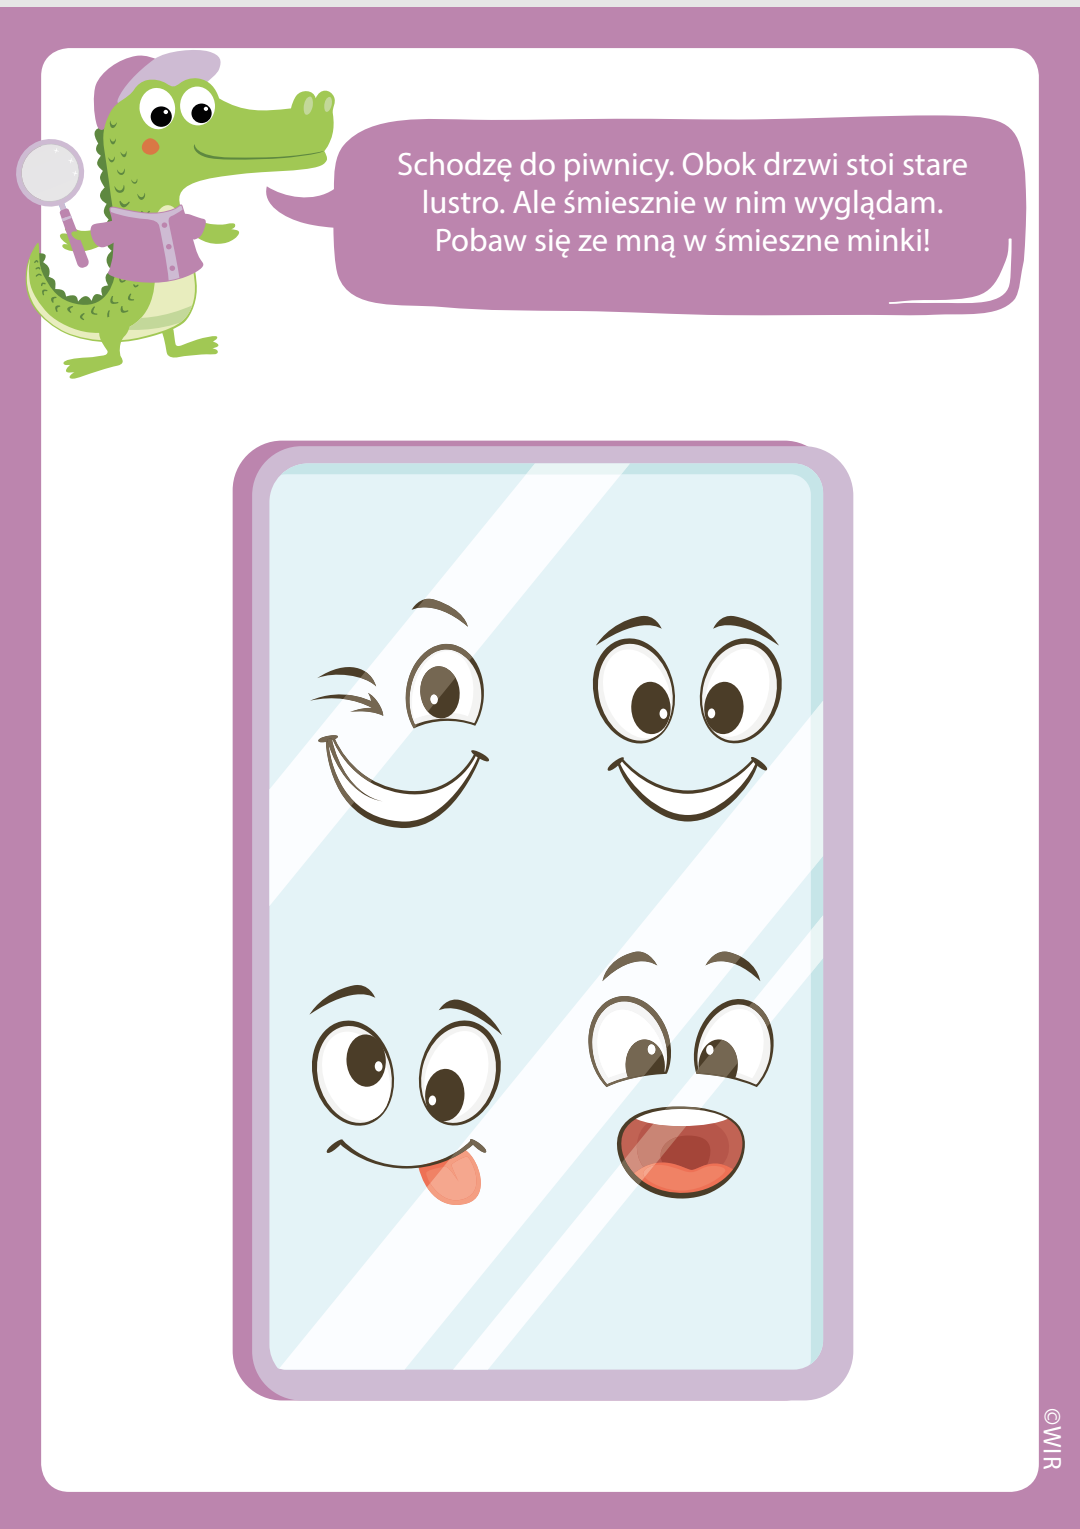 Schodzę do piwnicy. Obok drzwi stoi stare
lustro. Ale śmiesznie w nim wyglądam.
Pobaw się ze mną w śmieszne minki!
©WIR